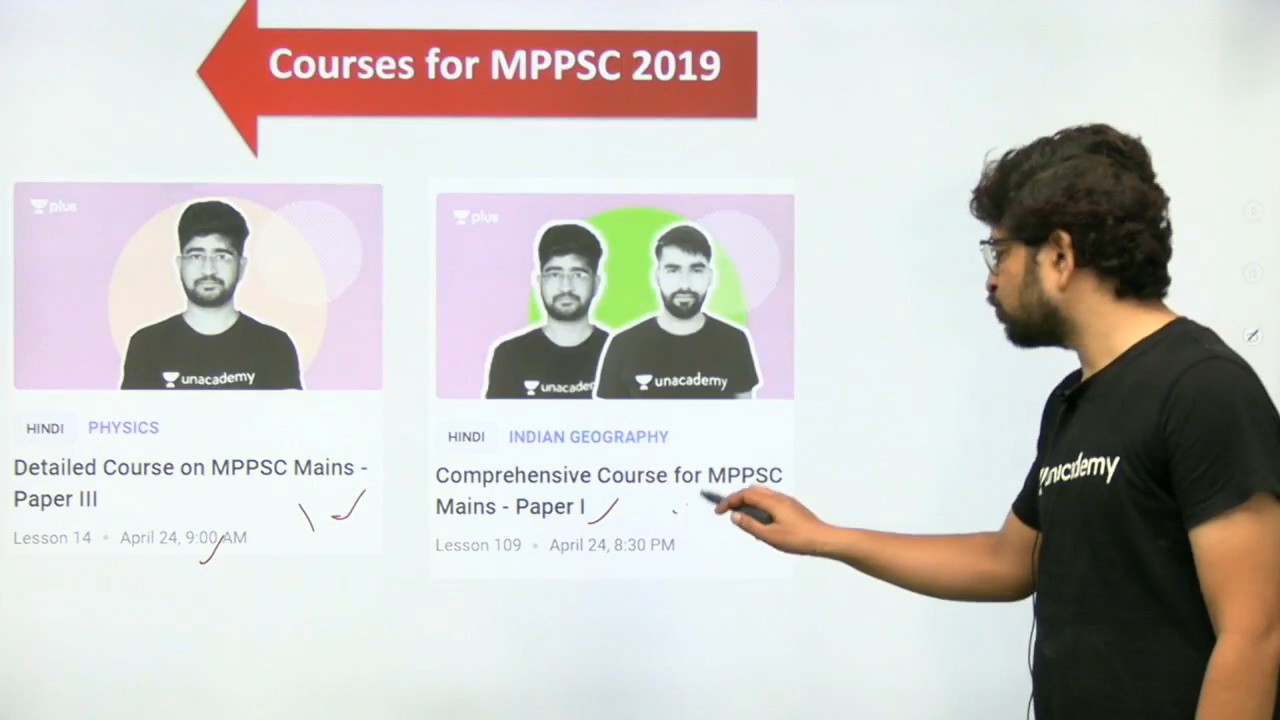 Courses for MPPSC 2019
plus
unacademy
HINDI PHYSICS
Detailed Course on MPPSC Mains -
Paper III
Lesson 14 • April 24, 9:00 AM
plus
unacademy unacademy
HINDI INDIAN GEOGRAPHY
Comprehensive Course for MPPSC
Mains - Paper I
Lesson 109 • April 24, 8:30 PM
unacademy